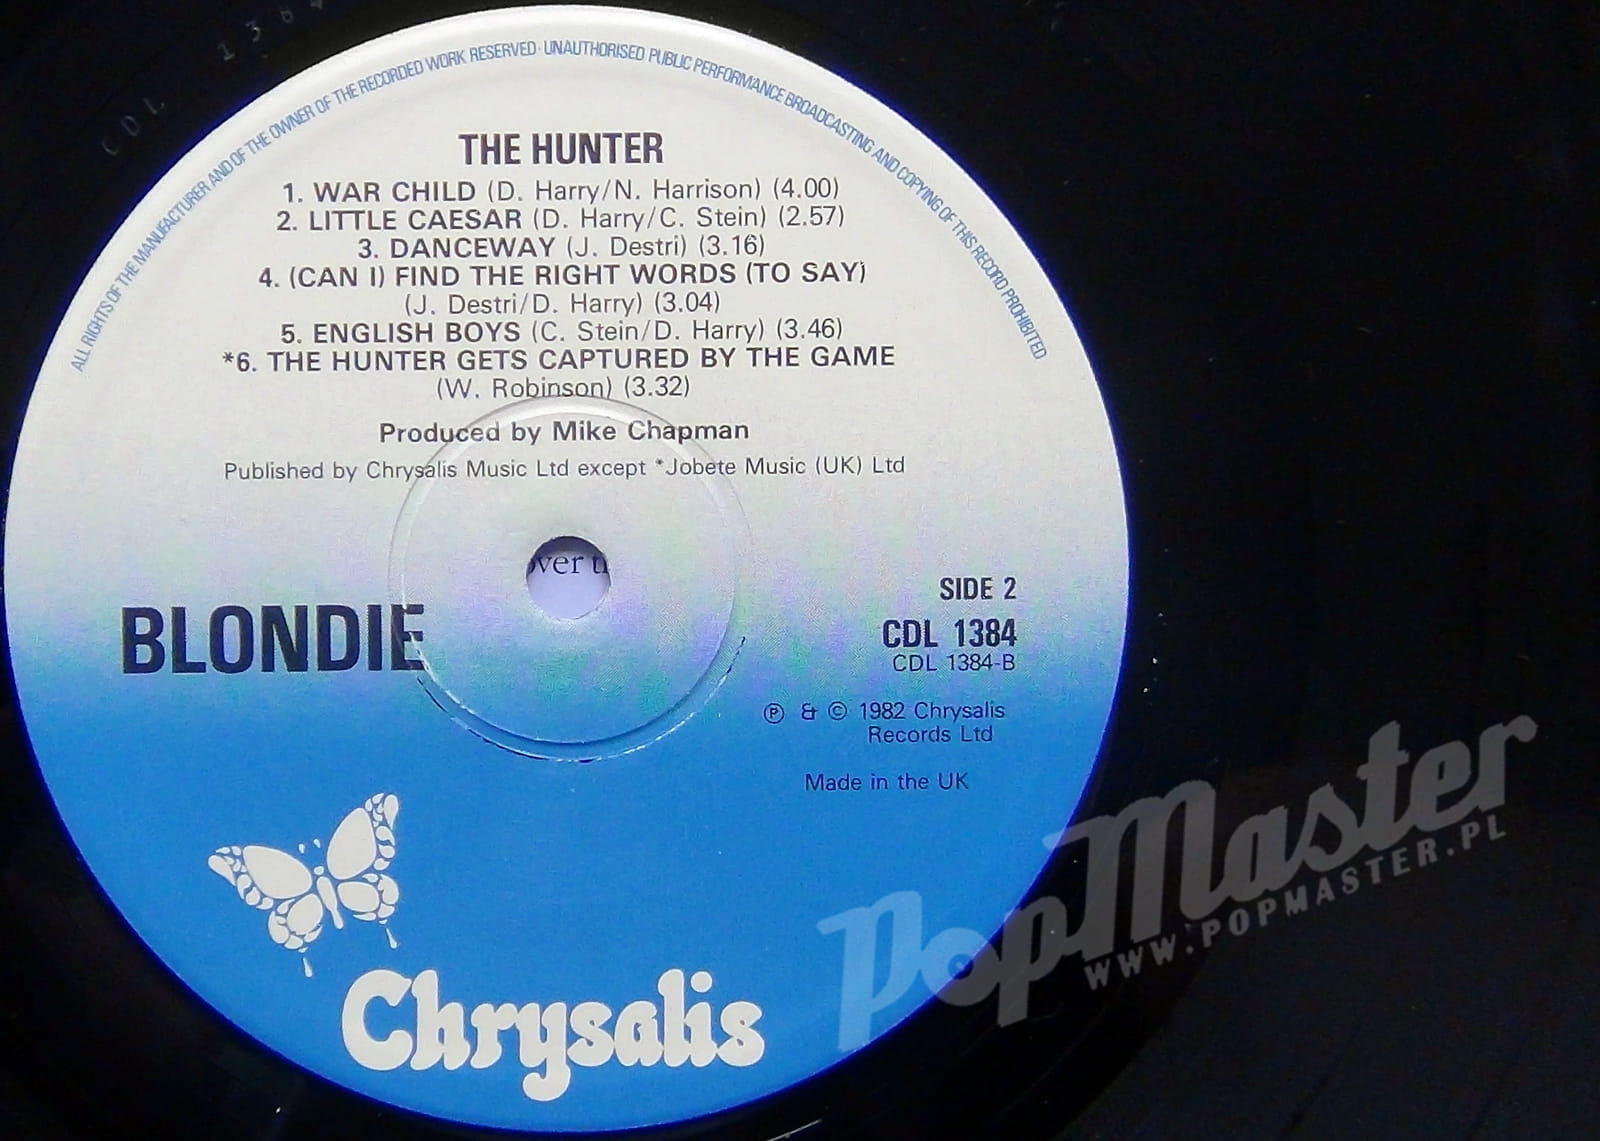 CDL 1384
ALL RIGHTS OF THE MANUFACTURER AND OF THE OWNER OF THE RECORDED WORK RESERVED · UNAUTHORISED PUBLIC PERFORMANCE BROADCASTING AND COPYING OF THIS RECORD PROHIBITED
THE HUNTER
1. WAR CHILD (D. Harry/N. Harrison) (4.00)
2. LITTLE CAESAR (D. Harry/C. Stein) (2.57)
3. DANCEWAY (J. Destri) (3.16)
4. (CAN I) FIND THE RIGHT WORDS (TO SAY)
(J. Destri/D. Harry) (3.04)
5. ENGLISH BOYS (C. Stein/D. Harry) (3.46)
*6. THE HUNTER GETS CAPTURED BY THE GAME
(W. Robinson) (3.32)
Produced by Mike Chapman
Published by Chrysalis Music Ltd except *Jobete Music (UK) Ltd
BLONDIE
SIDE 2
CDL 1384
CDL 1384-B
℗ & © 1982 Chrysalis
Records Ltd
Made in the UK
Chrysalis
PopMaster
WWW.POPMASTER.PL